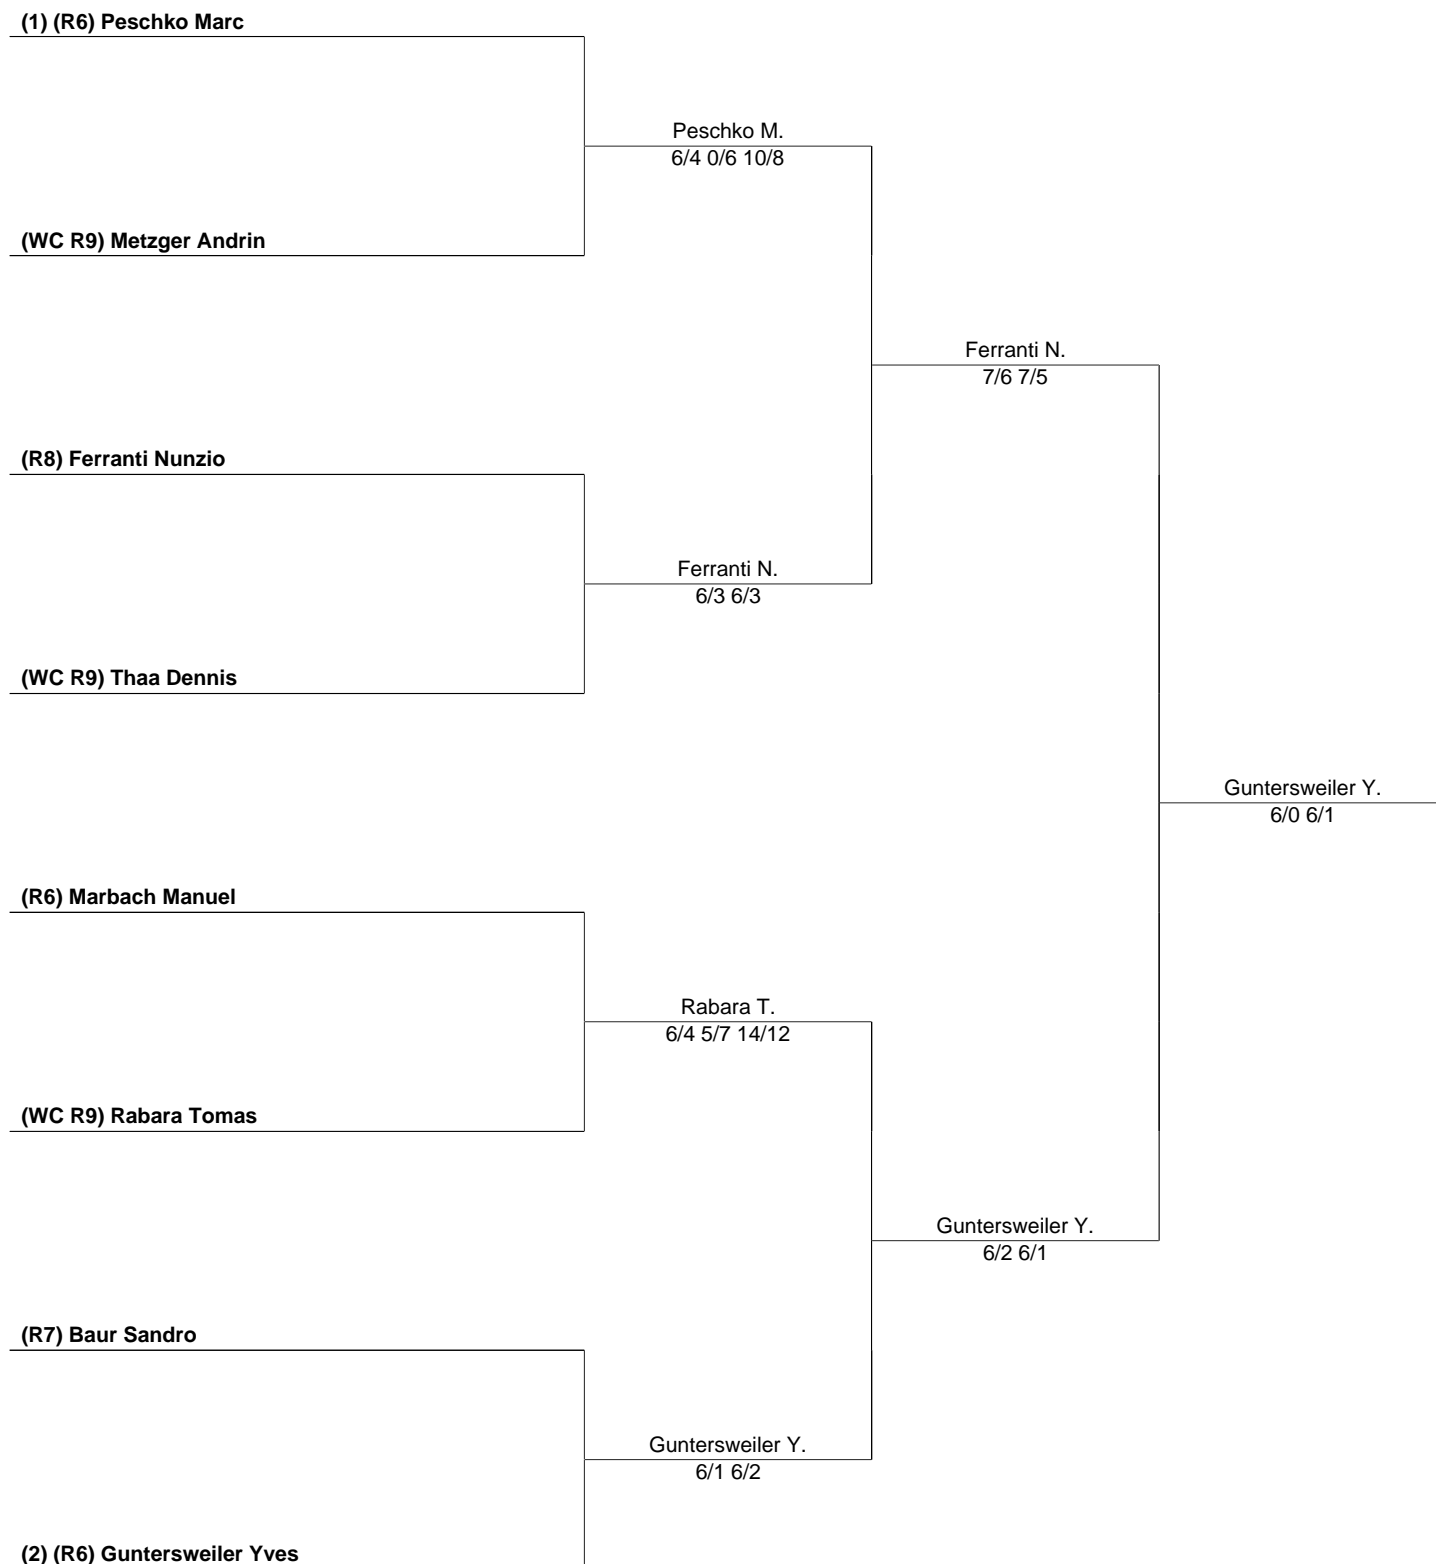 (1) (R6) Peschko Marc
Peschko M.
6/4 0/6 10/8
(WC R9) Metzger Andrin
Ferranti N.
7/6 7/5
(R8) Ferranti Nunzio
Ferranti N.
6/3 6/3
(WC R9) Thaa Dennis
Guntersweiler Y.
6/0 6/1
(R6) Marbach Manuel
Rabara T.
6/4 5/7 14/12
(WC R9) Rabara Tomas
Guntersweiler Y.
6/2 6/1
(R7) Baur Sandro
Guntersweiler Y.
6/1 6/2
(2) (R6) Guntersweiler Yves